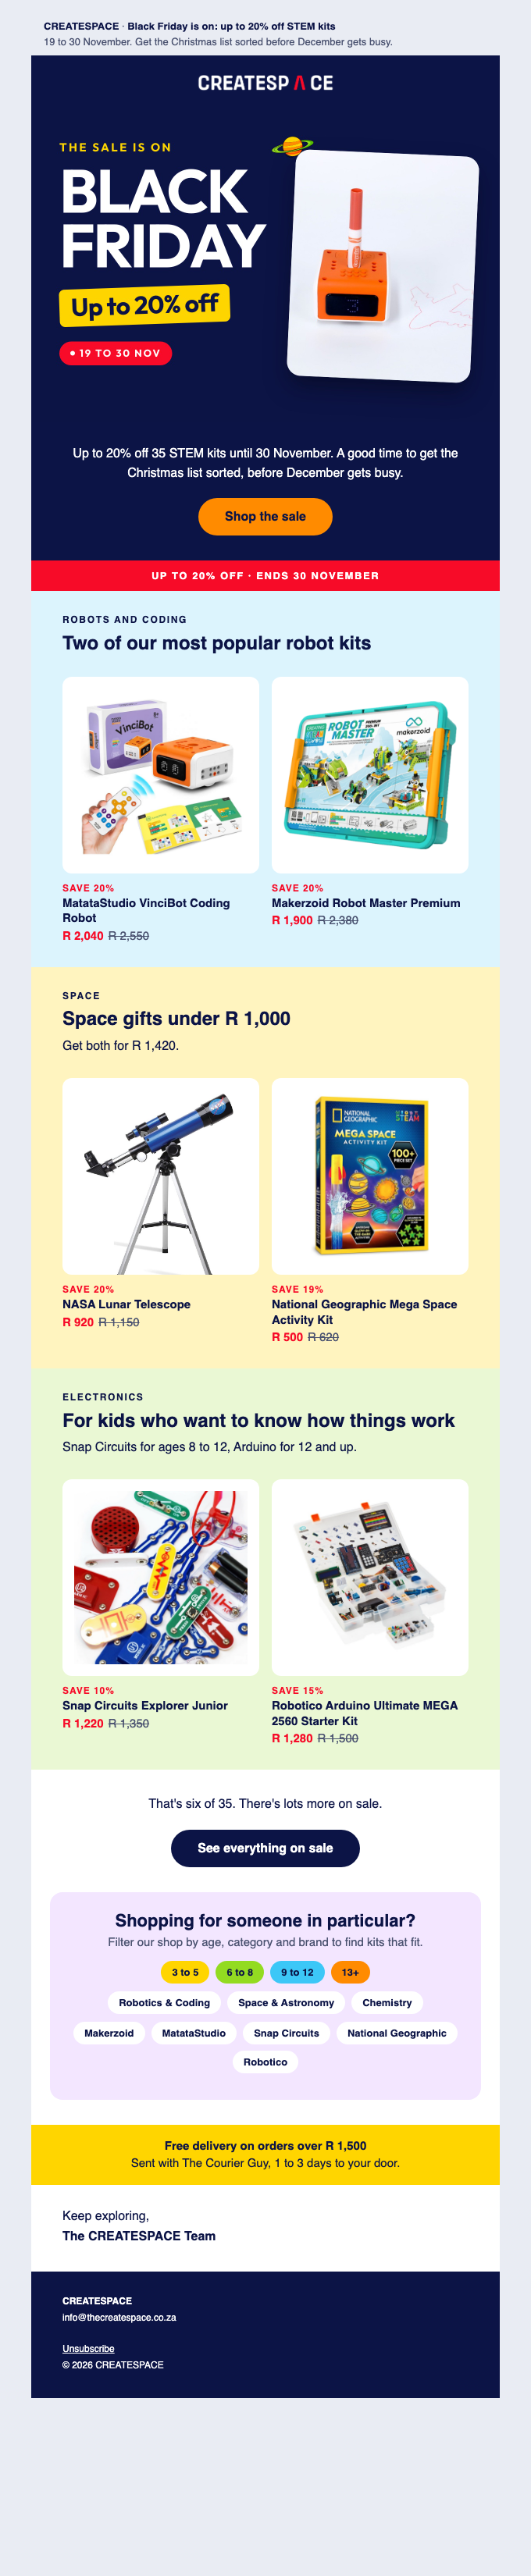 CREATESPACE · Black Friday is on: up to 20% off STEM kits
19 to 30 November. Get the Christmas list sorted before December gets busy.
CREATESPACE
THE SALE IS ON
BLACK
FRIDAY
Up to 20% off
• 19 TO 30 NOV
3
Up to 20% off 35 STEM kits until 30 November. A good time to get the
Christmas list sorted, before December gets busy.
Shop the sale
UP TO 20% OFF · ENDS 30 NOVEMBER
ROBOTS AND CODING
Two of our most popular robot kits
VinciBot
ROBOT
MASTER
makerzoid
SAVE 20%
MatataStudio VinciBot Coding
Robot
R 2,040 R 2,550
SAVE 20%
Makerzoid Robot Master Premium
R 1,900 R 2,380
SPACE
Space gifts under R 1,000
Get both for R 1,420.
NASA
NATIONAL
GEOGRAPHIC
STEAM
MEGA SPACE
ACTIVITY KIT
100+
SAVE 20%
NASA Lunar Telescope
R 920 R 1,150
SAVE 19%
National Geographic Mega Space
Activity Kit
R 500 R 620
ELECTRONICS
For kids who want to know how things work
Snap Circuits for ages 8 to 12, Arduino for 12 and up.
SAVE 10%
Snap Circuits Explorer Junior
R 1,220 R 1,350
SAVE 15%
Robotico Arduino Ultimate MEGA
2560 Starter Kit
R 1,280 R 1,500
That's six of 35. There's lots more on sale.
See everything on sale
Shopping for someone in particular?
Filter our shop by age, category and brand to find kits that fit.
3 to 5 6 to 8 9 to 12 13+
Robotics & Coding Space & Astronomy Chemistry
Makerzoid MatataStudio Snap Circuits National Geographic
Robotico
Free delivery on orders over R 1,500
Sent with The Courier Guy, 1 to 3 days to your door.
Keep exploring,
The CREATESPACE Team
CREATESPACE
info@thecreatespace.co.za
Unsubscribe
© 2026 CREATESPACE